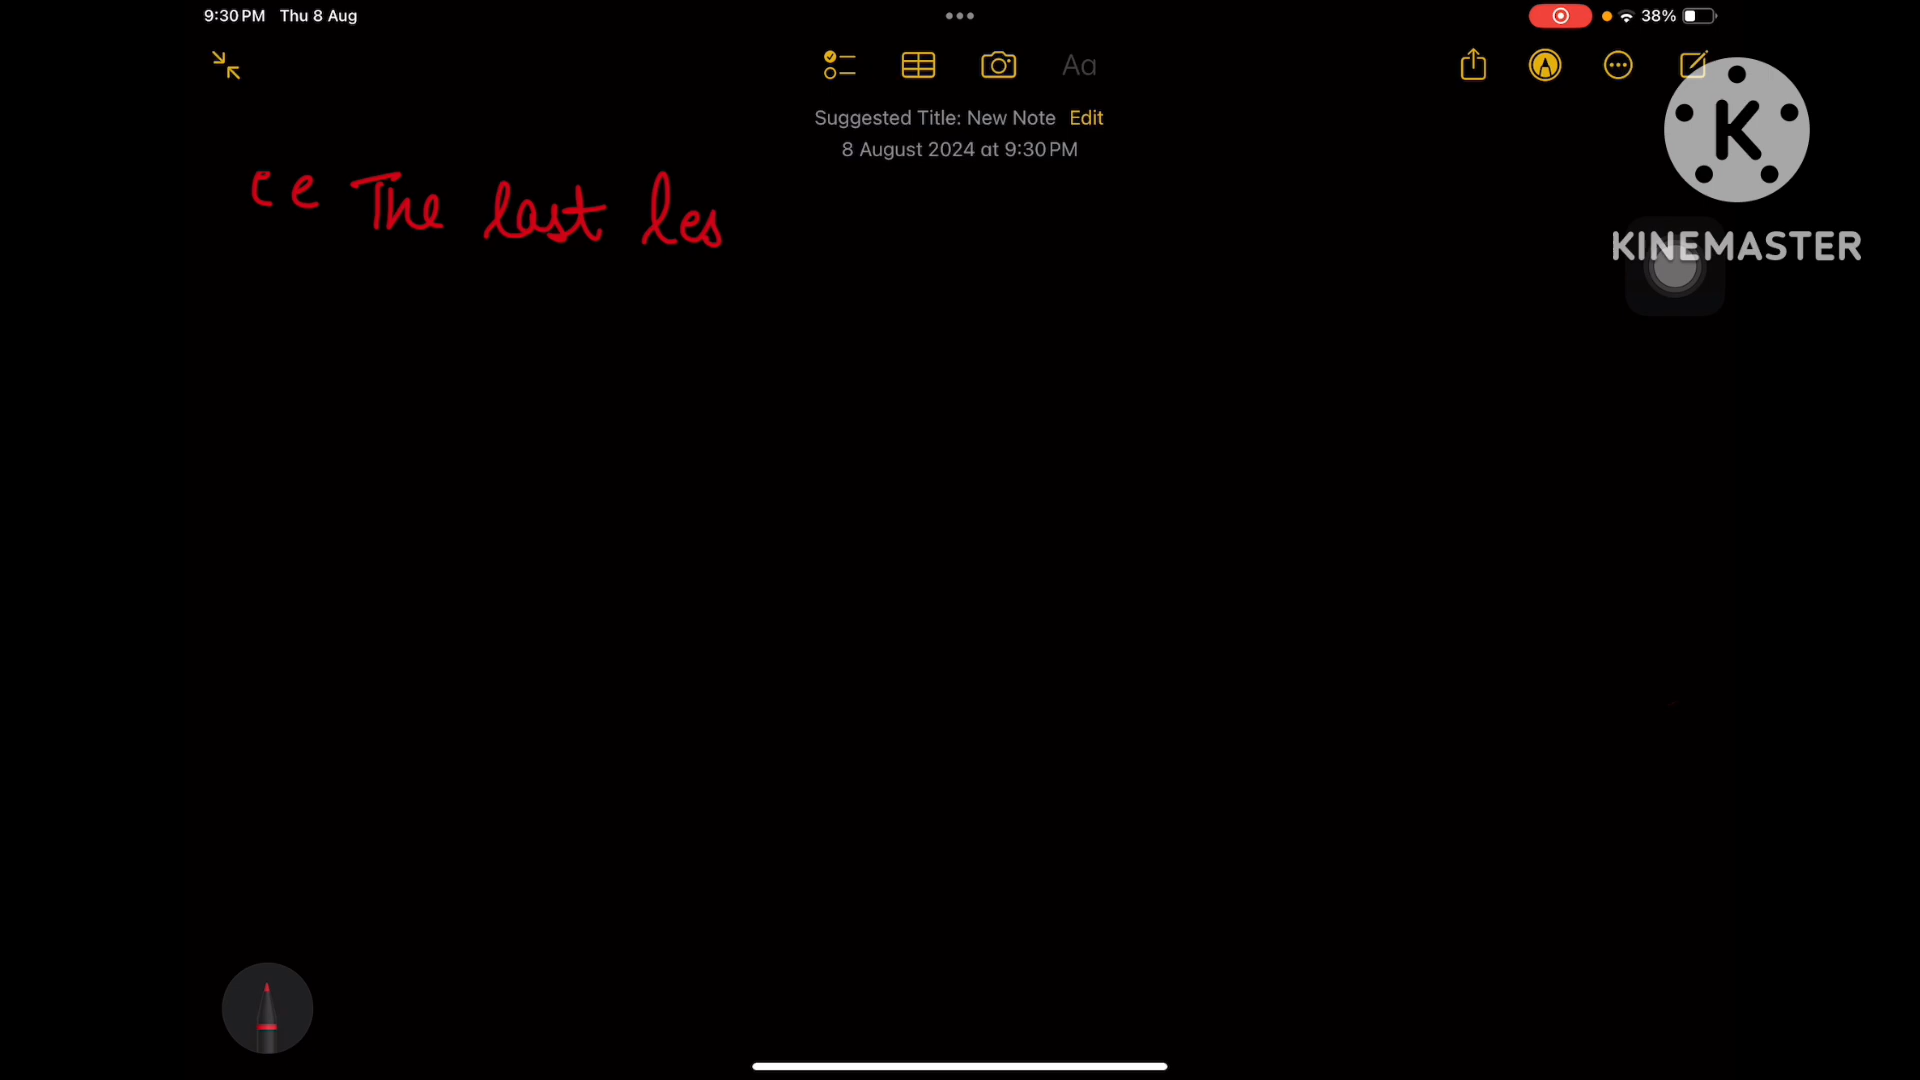 9:30 PM Thu 8 Aug
38%
Aa
Suggested Title: New Note Edit
8 August 2024 at 9:30 PM
K
KINEMASTER
“ The last les